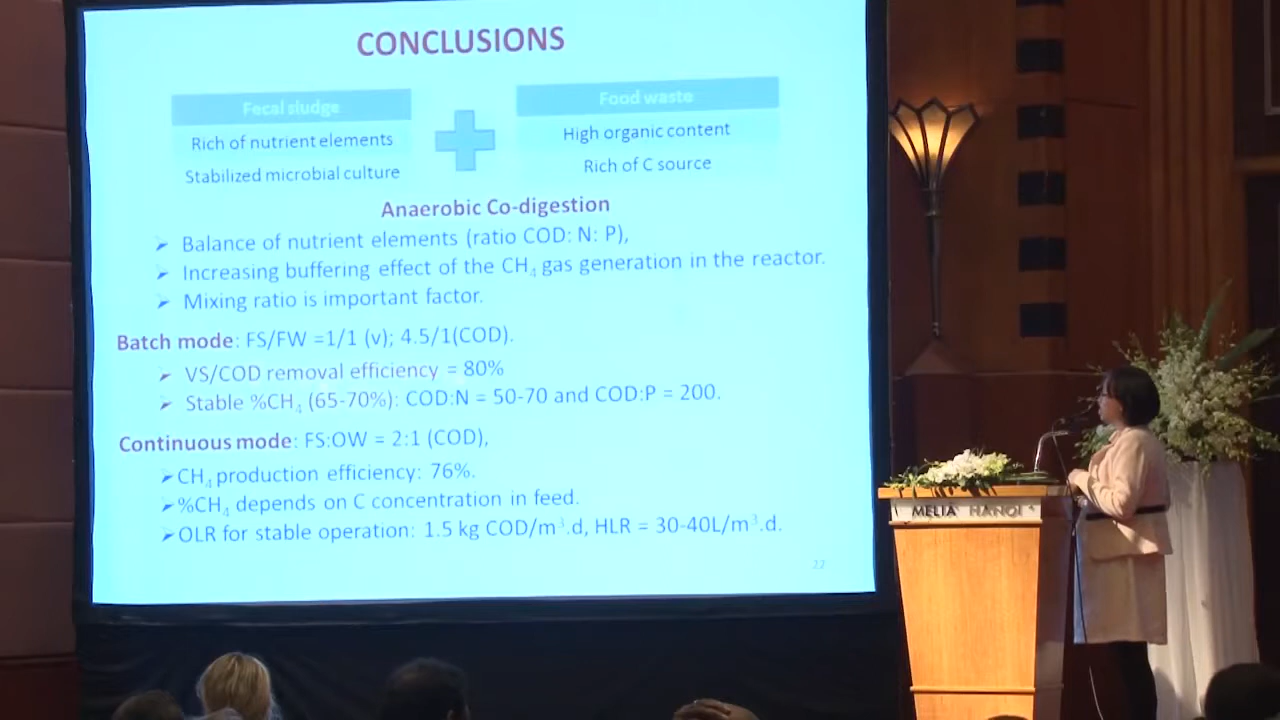 CONCLUSIONS
Fecal sludge
Rich of nutrient elements
Stabilized microbial culture
Food waste
High organic content
Rich of C source
Anaerobic Co-digestion
➢ Balance of nutrient elements (ratio COD: N: P),
➢ Increasing buffering effect of the CH₄ gas generation in the reactor.
➢ Mixing ratio is important factor.
Batch mode: FS/FW =1/1 (v); 4.5/1(COD).
➢ VS/COD removal efficiency = 80%
➢ Stable %CH₄ (65-70%): COD:N = 50-70 and COD:P = 200.
Continuous mode: FS:OW = 2:1 (COD),
➢CH₄ production efficiency: 76%.
➢%CH₄ depends on C concentration in feed.
➢OLR for stable operation: 1.5 kg COD/m³.d, HLR = 30-40L/m³.d.
22
MELIA HANOI